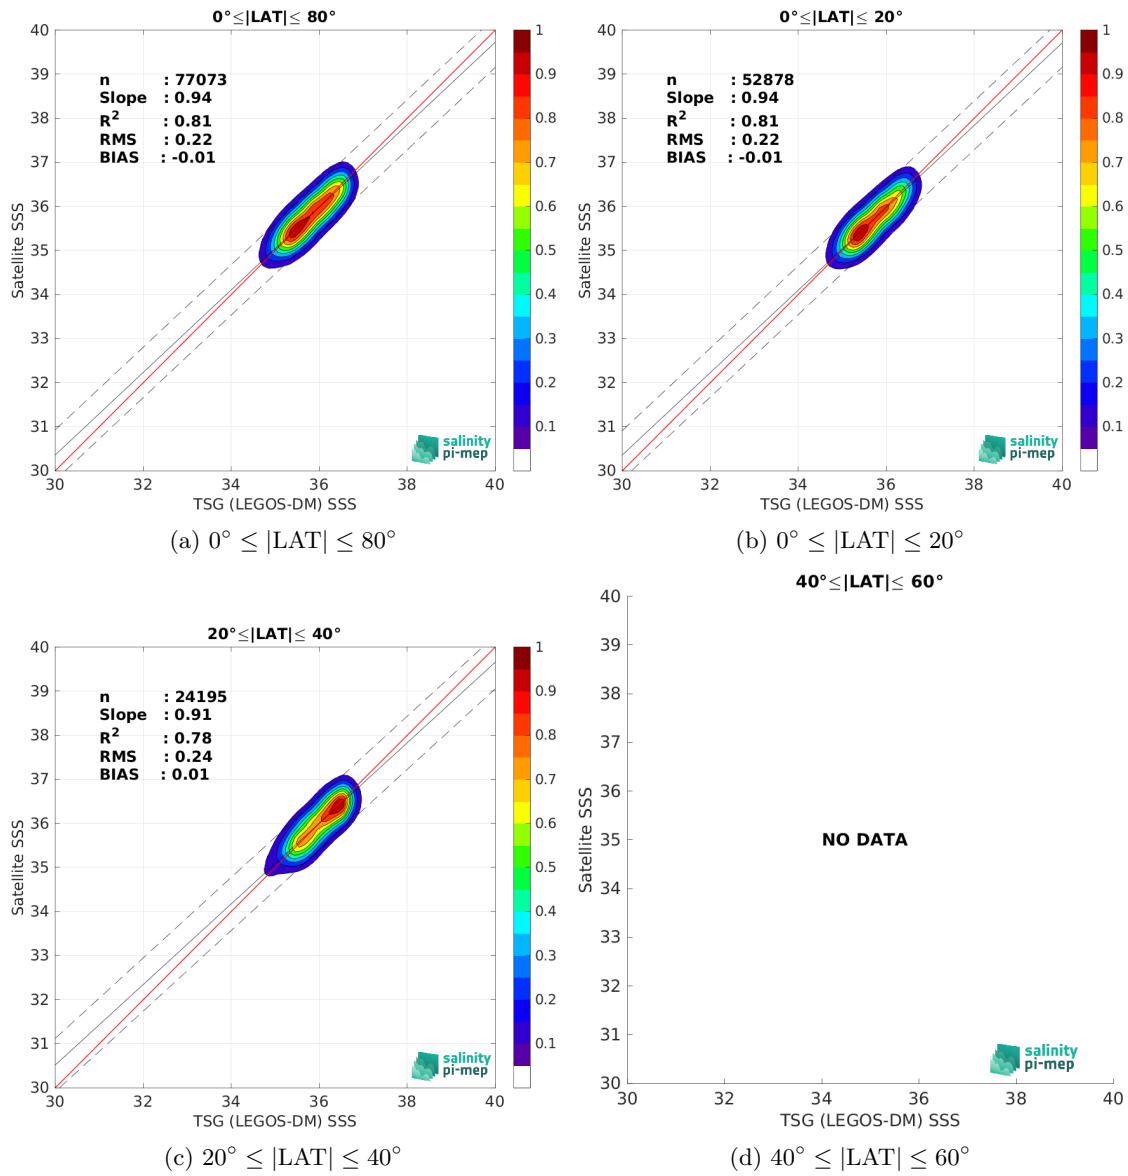 0°≤|LAT|≤ 80°
40
39
38
37
36
35
34
33
32
31
30
Satellite SSS
n : 77073
Slope : 0.94
R2 : 0.81
RMS : 0.22
BIAS : -0.01
salinity
pi-mep
30 32 34 36 38 40
TSG (LEGOS-DM) SSS
1
0.9
0.8
0.7
0.6
0.5
0.4
0.3
0.2
0.1
(a) 0° ≤ |LAT| ≤ 80°
0°≤|LAT|≤ 20°
40
39
38
37
36
35
34
33
32
31
30
Satellite SSS
n : 52878
Slope : 0.94
R2 : 0.81
RMS : 0.22
BIAS : -0.01
salinity
pi-mep
30 32 34 36 38 40
TSG (LEGOS-DM) SSS
1
0.9
0.8
0.7
0.6
0.5
0.4
0.3
0.2
0.1
(b) 0° ≤ |LAT| ≤ 20°
20°≤|LAT|≤ 40°
40
39
38
37
36
35
34
33
32
31
30
Satellite SSS
n : 24195
Slope : 0.91
R2 : 0.78
RMS : 0.24
BIAS : 0.01
salinity
pi-mep
30 32 34 36 38 40
TSG (LEGOS-DM) SSS
1
0.9
0.8
0.7
0.6
0.5
0.4
0.3
0.2
0.1
(c) 20° ≤ |LAT| ≤ 40°
40°≤|LAT|≤ 60°
40
39
38
37
36
35
34
33
32
31
30
Satellite SSS
NO DATA
salinity
pi-mep
30 32 34 36 38 40
TSG (LEGOS-DM) SSS
(d) 40° ≤ |LAT| ≤ 60°